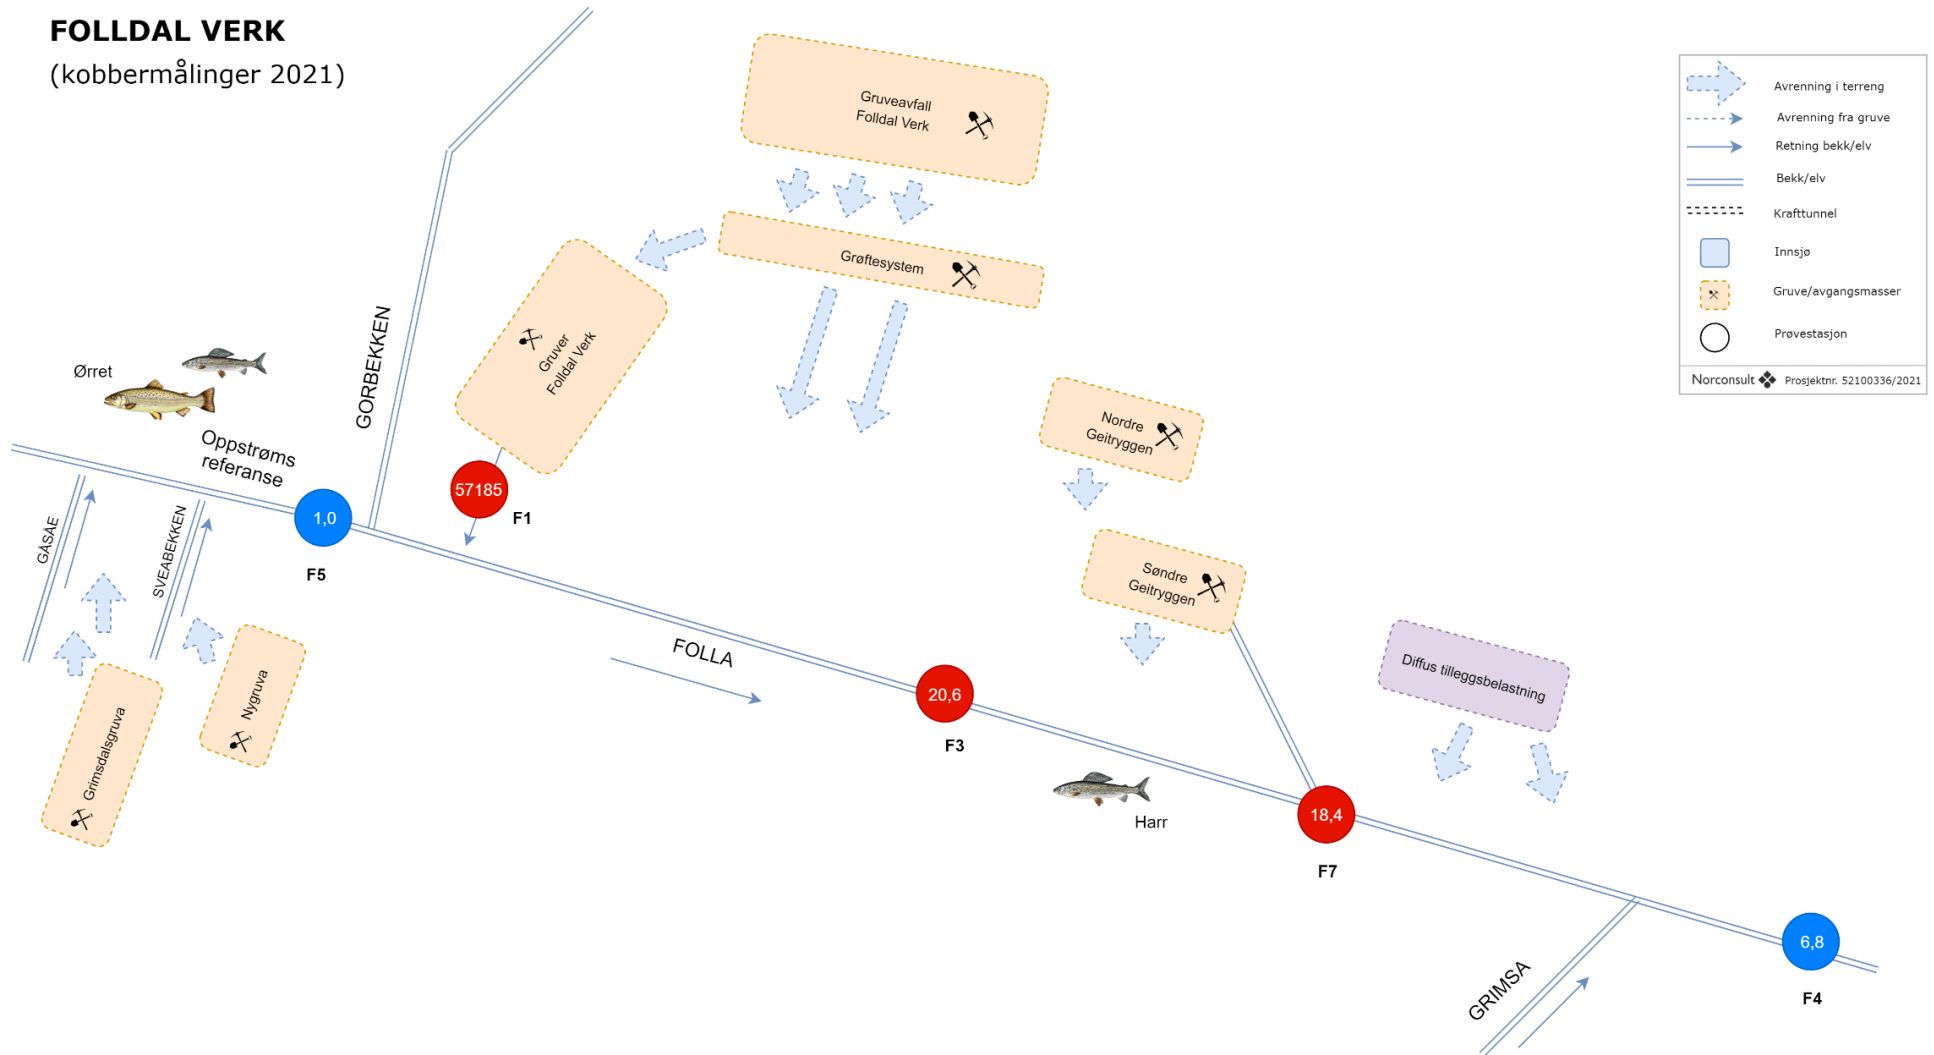 FOLLDAL VERK
(kobbermålinger 2021)
Gruveavfall
Folldal Verk
Grøftesystem
Gruver
Folldal Verk
GORBEKKEN
Ørret
Oppstrøms
referanse
GÅSÅE
SVEABEKKEN
1,0
F5
57185
F1
Grimsdalsgruva
Nygruva
FOLLA
20,6
F3
Nordre
Geitryggen
Søndre
Geitryggen
Diffus tilleggsbelastning
Harr
18,4
F7
GRIMSA
6,8
F4
Avrenning i terreng
Avrenning fra gruve
Retning bekk/elv
Bekk/elv
Krafttunnel
Innsjø
Gruve/avgangsmasser
Prøvestasjon
Norconsult Prosjektnr. 52100336/2021